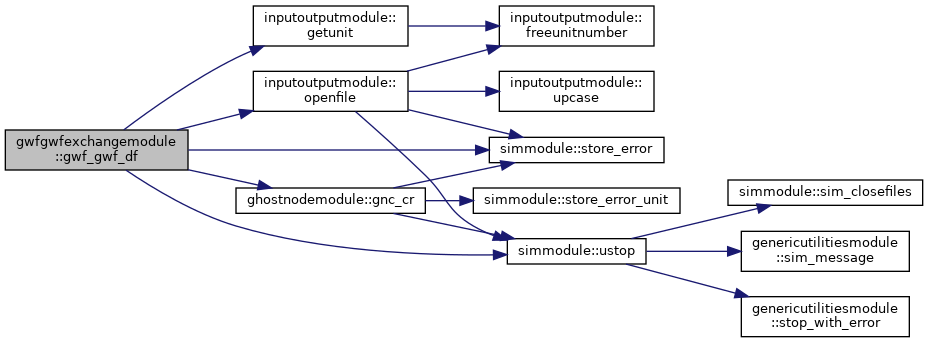 inputoutputmodule::
getunit
inputoutputmodule::
freeunitnumber
inputoutputmodule::
openfile
inputoutputmodule::
upcase
gwfgwfexchangemodule
::gwf_gwf_df
simmodule::store_error
ghostnodemodule::gnc_cr
simmodule::store_error_unit
simmodule::sim_closefiles
simmodule::ustop
genericutilitiesmodule
::sim_message
genericutilitiesmodule
::stop_with_error